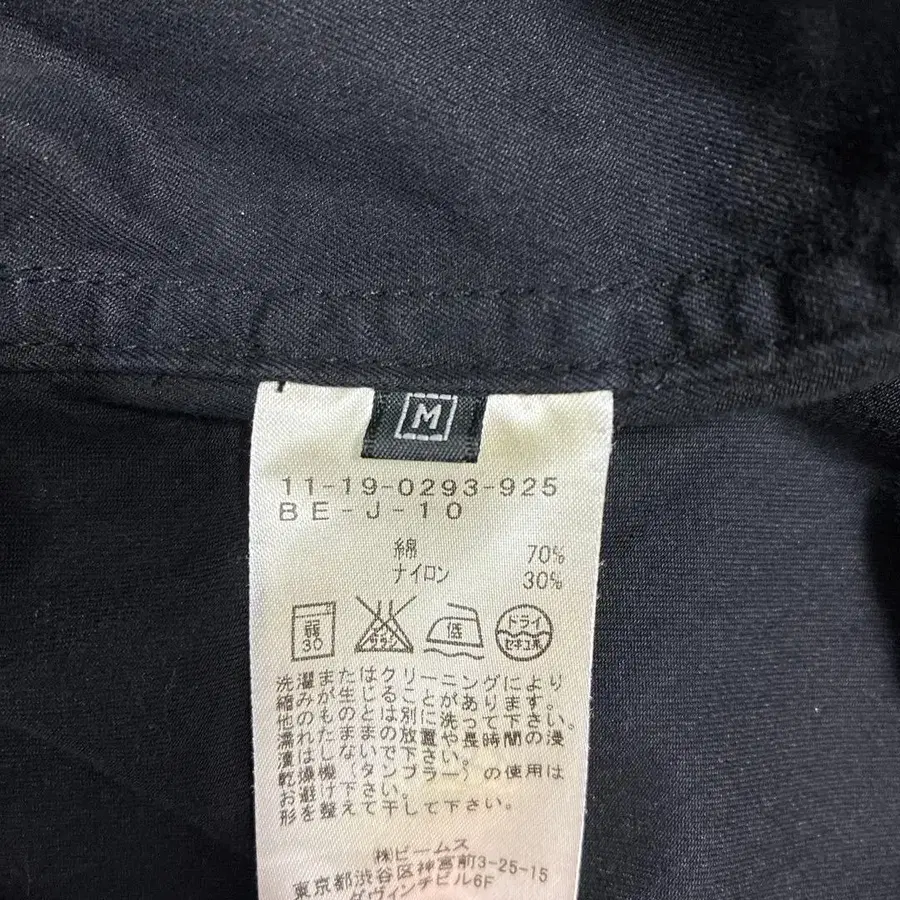 M
11-19-0293-925
BE-J-10
綿 70%
ナイロン 30%
弱 30
エンソ サラシ
低
ドライ セキユ系
洗濯またはクリーニングにより
縮みが生じることがあります。
他のものとは別に洗って下さい。
濡れたままの放置や長時間の浸
漬はしないで下さい。
乾燥機(タンブラー)の使用は
お避け下さい。
形を整えて干して下さい。
㈱ビームス
東京都渋谷区神宮前3-25-15
ダヴィンチビル6F